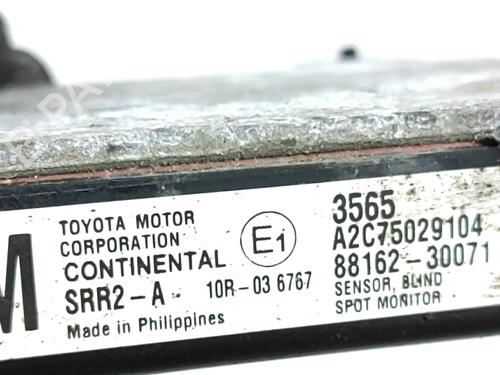 M
TOYOTA MOTOR
CORPORATION
CONTINENTAL
SRR2-A
Made in Philippines
E1
10R-03 6767
3565
A2C75029104
88162-30071
SENSOR, BLIND
SPOT MONITOR